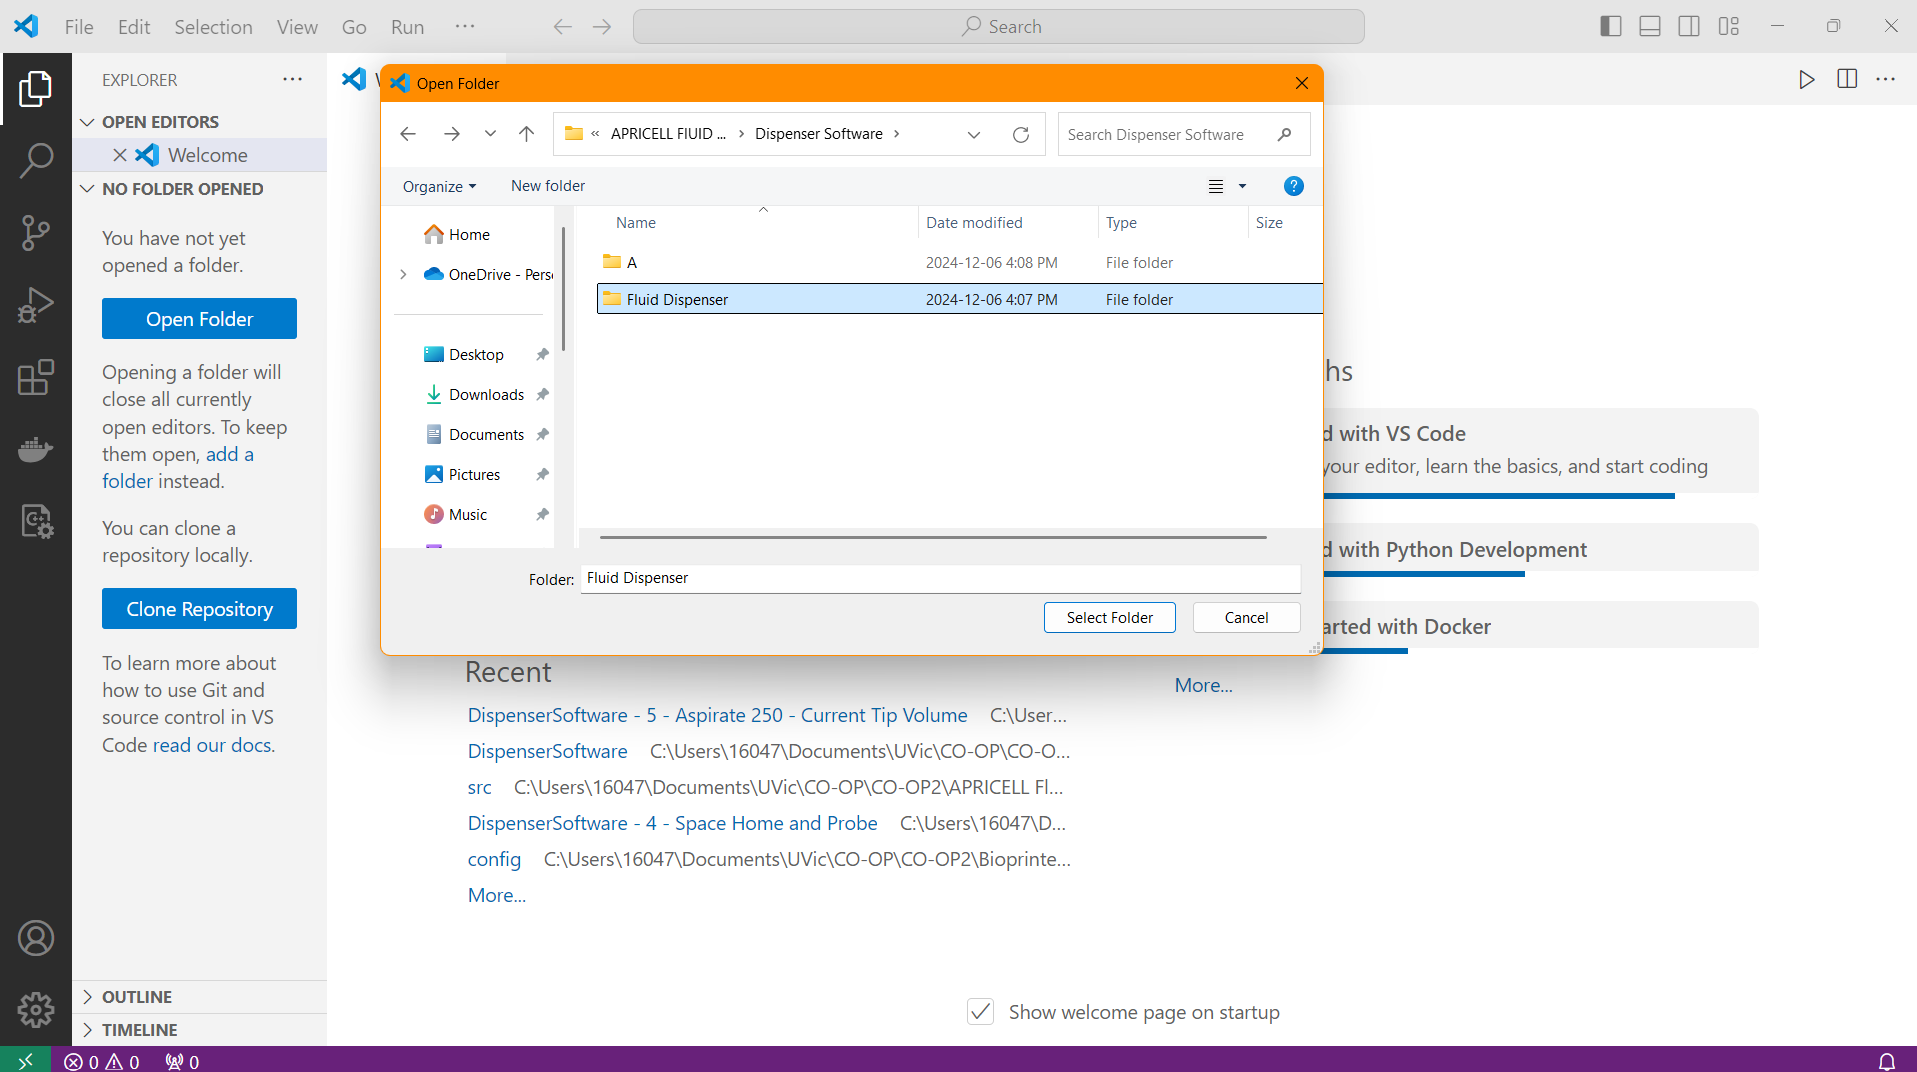 File Edit Selection View Go Run ···
Search
EXPLORER
Open Folder
OPEN EDITORS
Welcome
NO FOLDER OPENED
You have not yet
opened a folder.
Open Folder
Opening a folder will
close all currently
open editors. To keep
them open, add a
folder instead.
You can clone a
repository locally.
Clone Repository
To learn more about
how to use Git and
source control in VS
Code read our docs.
OUTLINE
TIMELINE
« APRICELL FIUID ... › Dispenser Software ›
Search Dispenser Software
Organize New folder
?
Name Date modified Type Size
Home
OneDrive - Pers
Desktop
Downloads
Documents
Pictures
Music
A 2024-12-06 4:08 PM File folder
Fluid Dispenser 2024-12-06 4:07 PM File folder
Folder: Fluid Dispenser
Select Folder Cancel
hs
d with VS Code
your editor, learn the basics, and start coding
d with Python Development
arted with Docker
More...
Recent
DispenserSoftware - 5 - Aspirate 250 - Current Tip Volume C:\User...
DispenserSoftware C:\Users\16047\Documents\UVic\CO-OP\CO-O...
src C:\Users\16047\Documents\UVic\CO-OP\CO-OP2\APRICELL Fl...
DispenserSoftware - 4 - Space Home and Probe C:\Users\16047\D...
config C:\Users\16047\Documents\UVic\CO-OP\CO-OP2\Bioprinte...
More...
Show welcome page on startup
0 0 0